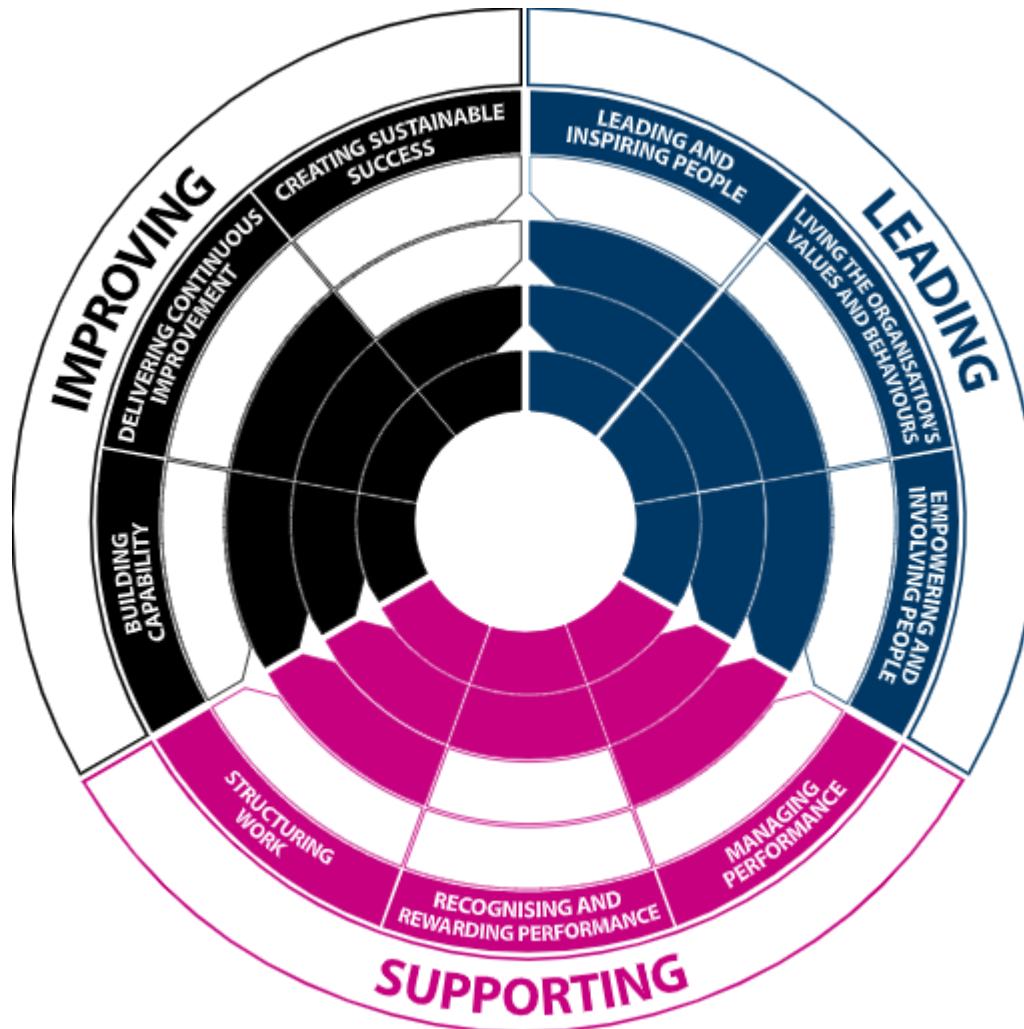 IMPROVING
CREATING SUSTAINABLE
SUCCESS
DELIVERING CONTINUOUS
IMPROVEMENT
BUILDING
CAPABILITY
LEADING
LEADING AND
INSPIRING PEOPLE
LIVING THE ORGANISATION'S
VALUES AND BEHAVIOURS
EMPOWERING AND
INVOLVING PEOPLE
SUPPORTING
MANAGING
PERFORMANCE
RECOGNISING AND
REWARDING PERFORMANCE
STRUCTURING
WORK